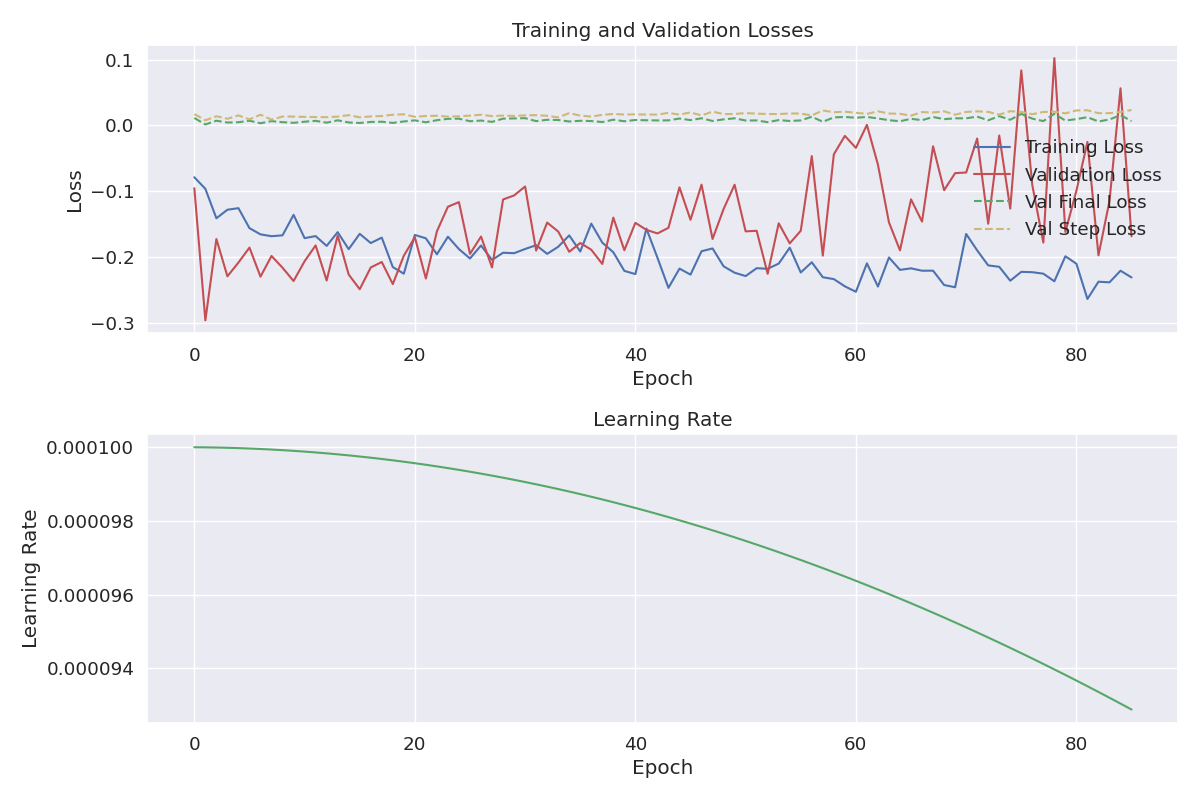 Training and Validation Losses
Loss
0.1
0.0
−0.1
−0.2
−0.3
Training Loss
Validation Loss
Val Final Loss
Val Step Loss
0 20 40 60 80
Epoch
Learning Rate
Learning Rate
0.000100
0.000098
0.000096
0.000094
0 20 40 60 80
Epoch